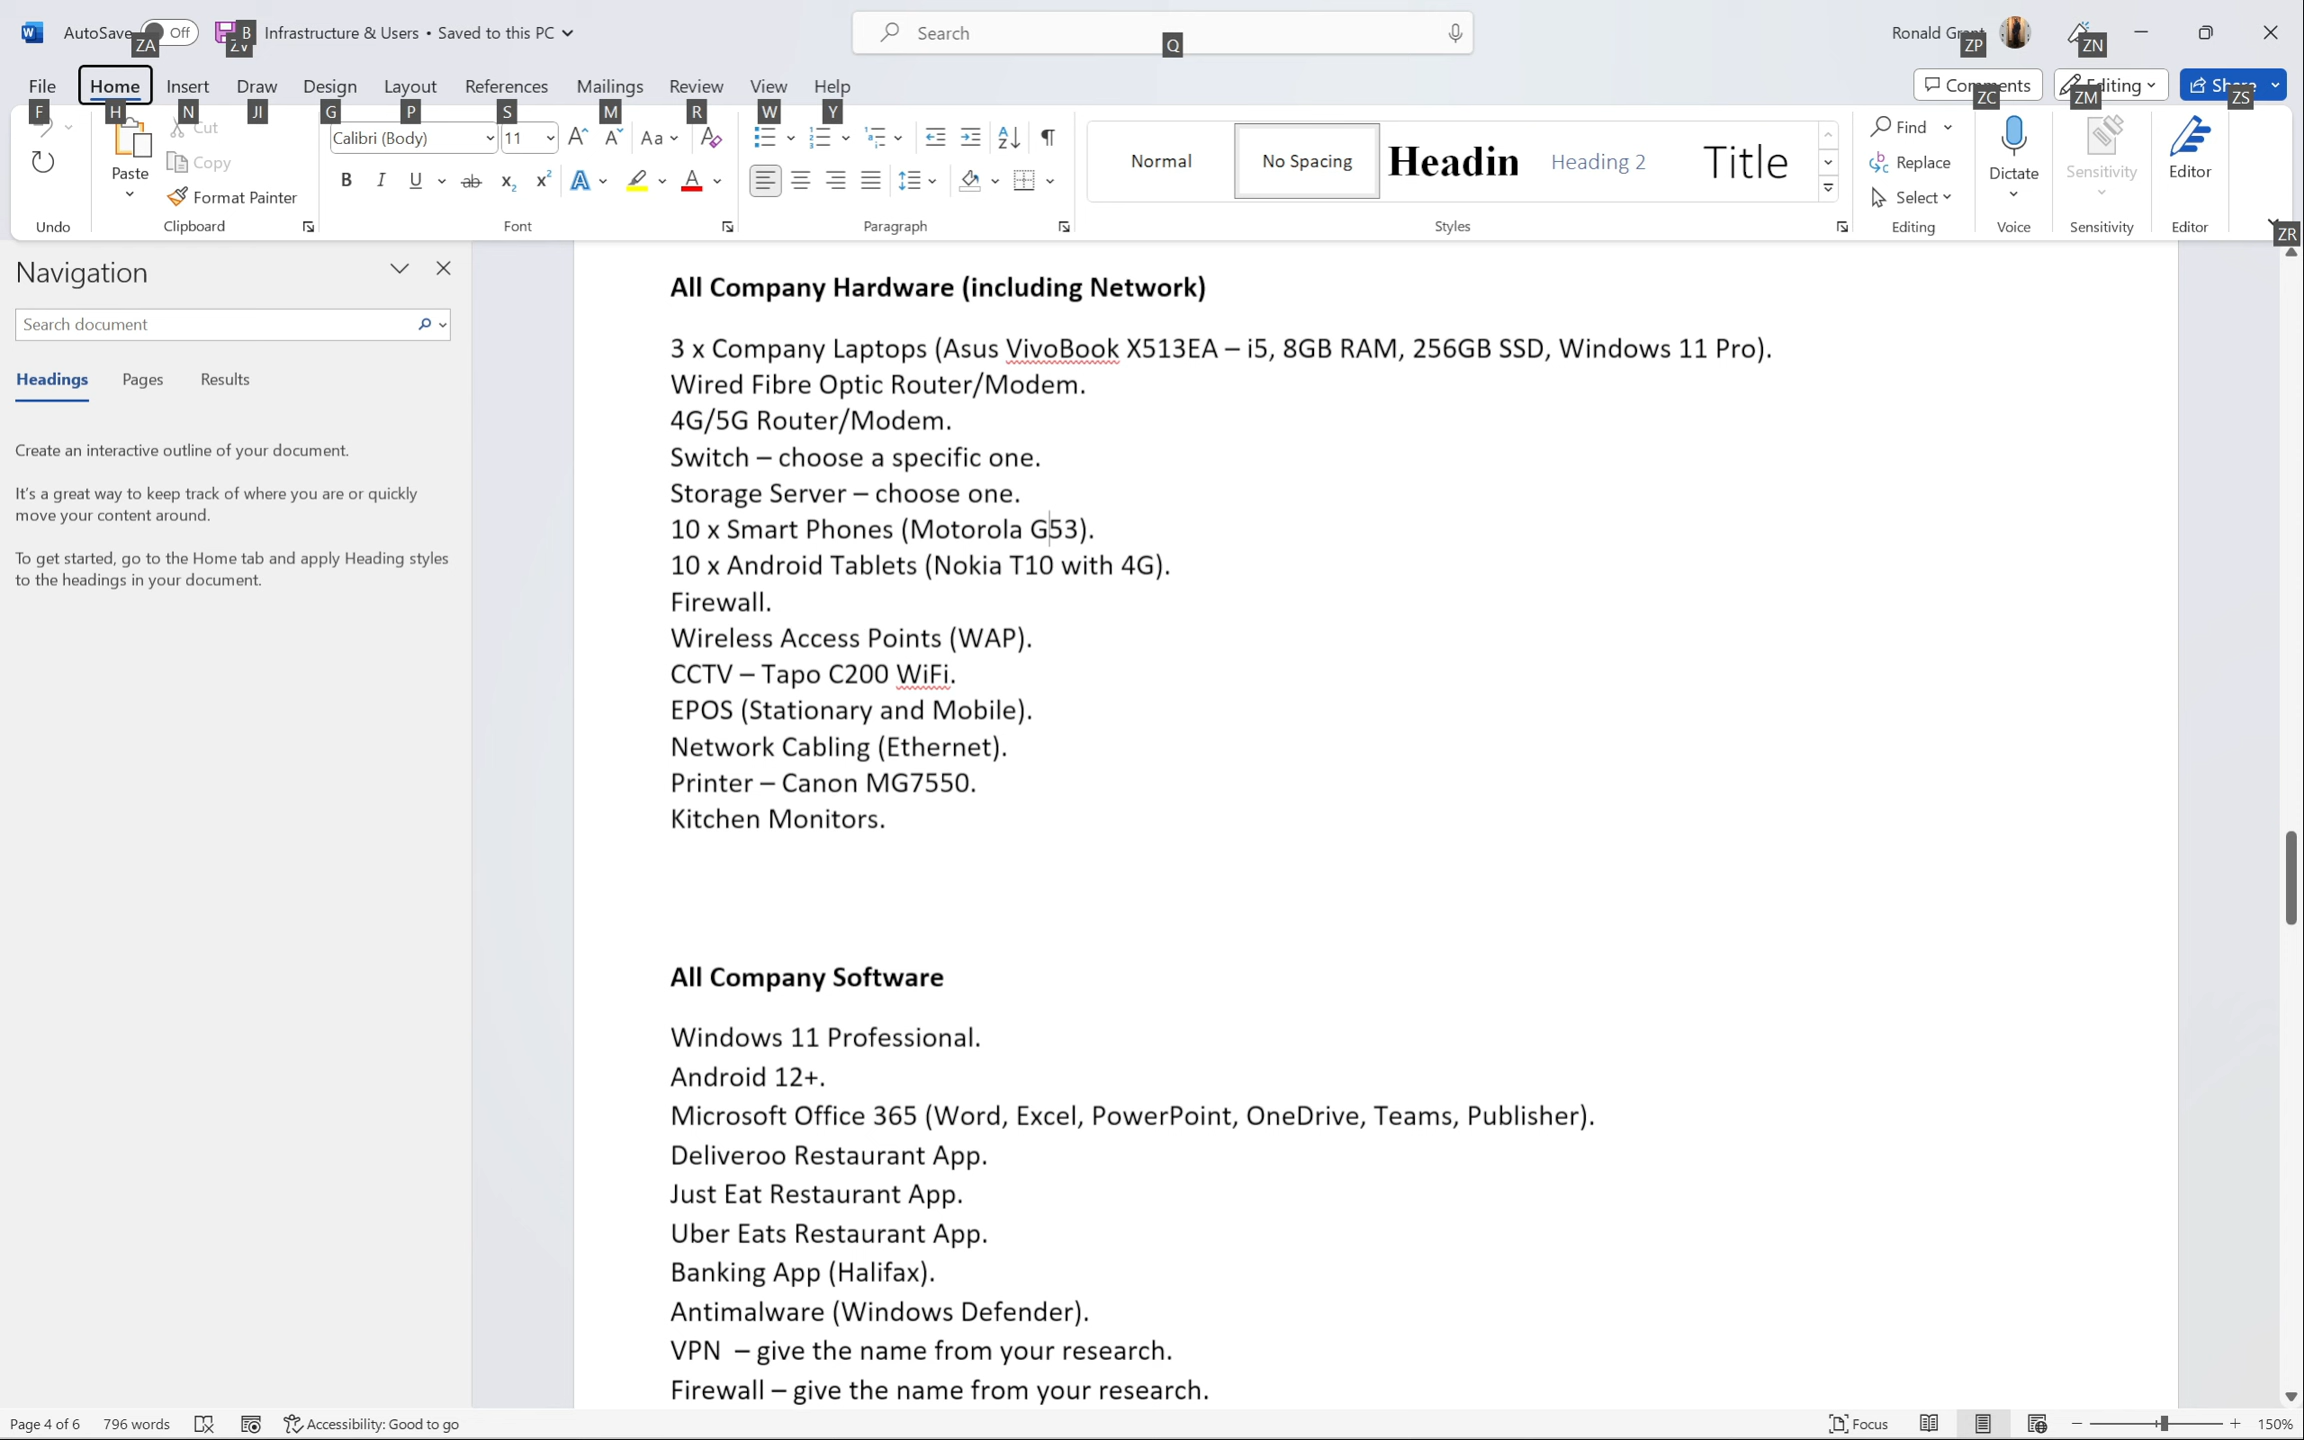 AutoSave Off Infrastructure & Users • Saved to this PC Search
ZA B ZV Q ZP ZN
File Home Insert Draw Design Layout References Mailings Review View Help Comments Editing
F H N JI G P S M R W Y ZC ZM ZS
Cut Calibri (Body) 11 Aa Find
Paste Copy Normal No Spacing Headin Heading 2 Title Replace Dictate Sensitivity Editor
Format Painter B I U ab Select
Undo Clipboard Font Paragraph Styles Editing Voice Sensitivity Editor ZR
Navigation
Search document
Headings Pages Results
Create an interactive outline of your document.
It's a great way to keep track of where you are or quickly
move your content around.
To get started, go to the Home tab and apply Heading styles
to the headings in your document.
All Company Hardware (including Network)
3 x Company Laptops (Asus VivoBook X513EA – i5, 8GB RAM, 256GB SSD, Windows 11 Pro).
Wired Fibre Optic Router/Modem.
4G/5G Router/Modem.
Switch – choose a specific one.
Storage Server – choose one.
10 x Smart Phones (Motorola G53).
10 x Android Tablets (Nokia T10 with 4G).
Firewall.
Wireless Access Points (WAP).
CCTV – Tapo C200 WiFi.
EPOS (Stationary and Mobile).
Network Cabling (Ethernet).
Printer – Canon MG7550.
Kitchen Monitors.
All Company Software
Windows 11 Professional.
Android 12+.
Microsoft Office 365 (Word, Excel, PowerPoint, OneDrive, Teams, Publisher).
Deliveroo Restaurant App.
Just Eat Restaurant App.
Uber Eats Restaurant App.
Banking App (Halifax).
Antimalware (Windows Defender).
VPN – give the name from your research.
Firewall – give the name from your research.
Page 4 of 6 796 words Accessibility: Good to go Focus 150%